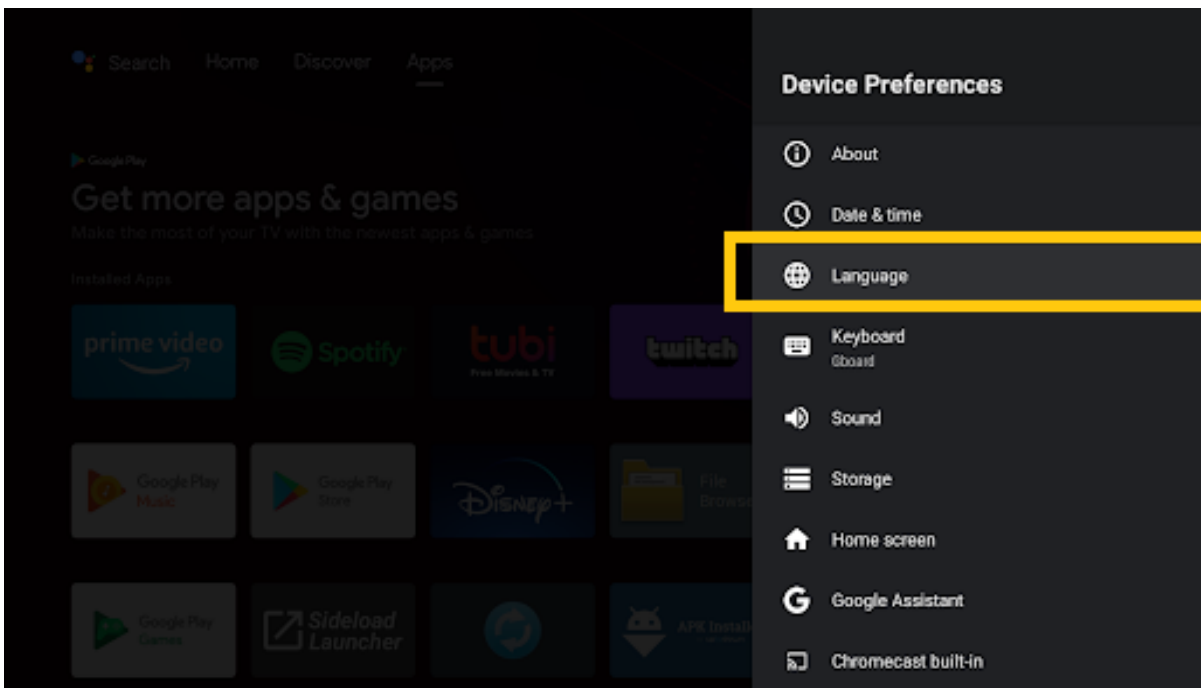 Search Home Discover Apps
Google Play
Get more apps & games
Make the most of your TV with the newest apps & games
Installed Apps
prime video
Spotify
tubi
Free Movies & TV
twitch
Google Play
Music
Google Play
Store
Disney+
File
Browse
Google Play
Games
Sideload
Launcher
APK Install
Device Preferences
About
Date & time
Language
Keyboard
Gboard
Sound
Storage
Home screen
Google Assistant
Chromecast built-in